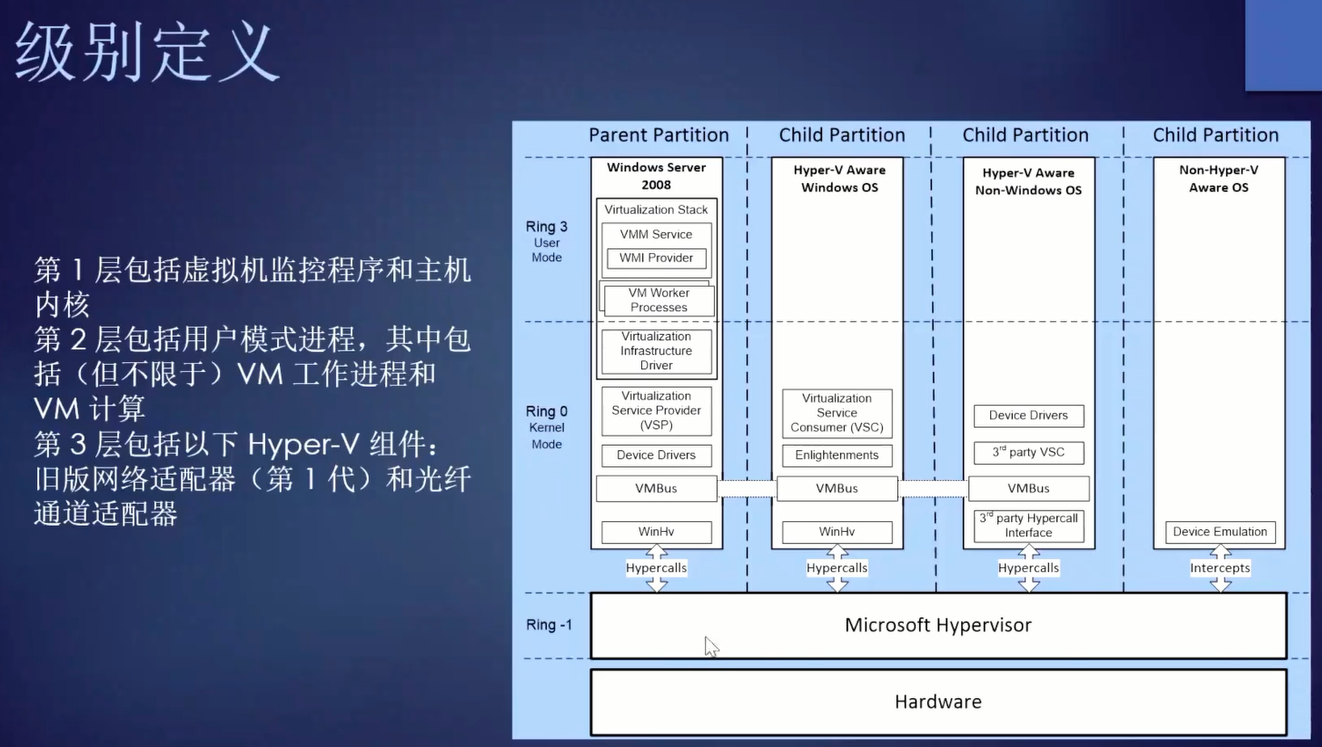 级别定义
第 1 层包括虚拟机监控程序和主机
内核
第 2 层包括用户模式进程，其中包
括（但不限于）VM 工作进程和
VM 计算
第 3 层包括以下 Hyper-V 组件：
旧版网络适配器（第 1 代）和光纤
通道适配器
Parent Partition
Child Partition
Child Partition
Child Partition
Ring 3
User
Mode
Ring 0
Kernel
Mode
Ring -1
Windows Server
2008
Virtualization Stack
VMM Service
WMI Provider
VM Worker
Processes
Virtualization
Infrastructure
Driver
Virtualization
Service Provider
(VSP)
Device Drivers
VMBus
WinHv
Hypercalls
Hyper-V Aware
Windows OS
Virtualization
Service
Consumer (VSC)
Enlightenments
VMBus
WinHv
Hypercalls
Hyper-V Aware
Non-Windows OS
Device Drivers
3rd party VSC
VMBus
3rd party Hypercall
Interface
Hypercalls
Non-Hyper-V
Aware OS
Device Emulation
Intercepts
Microsoft Hypervisor
Hardware